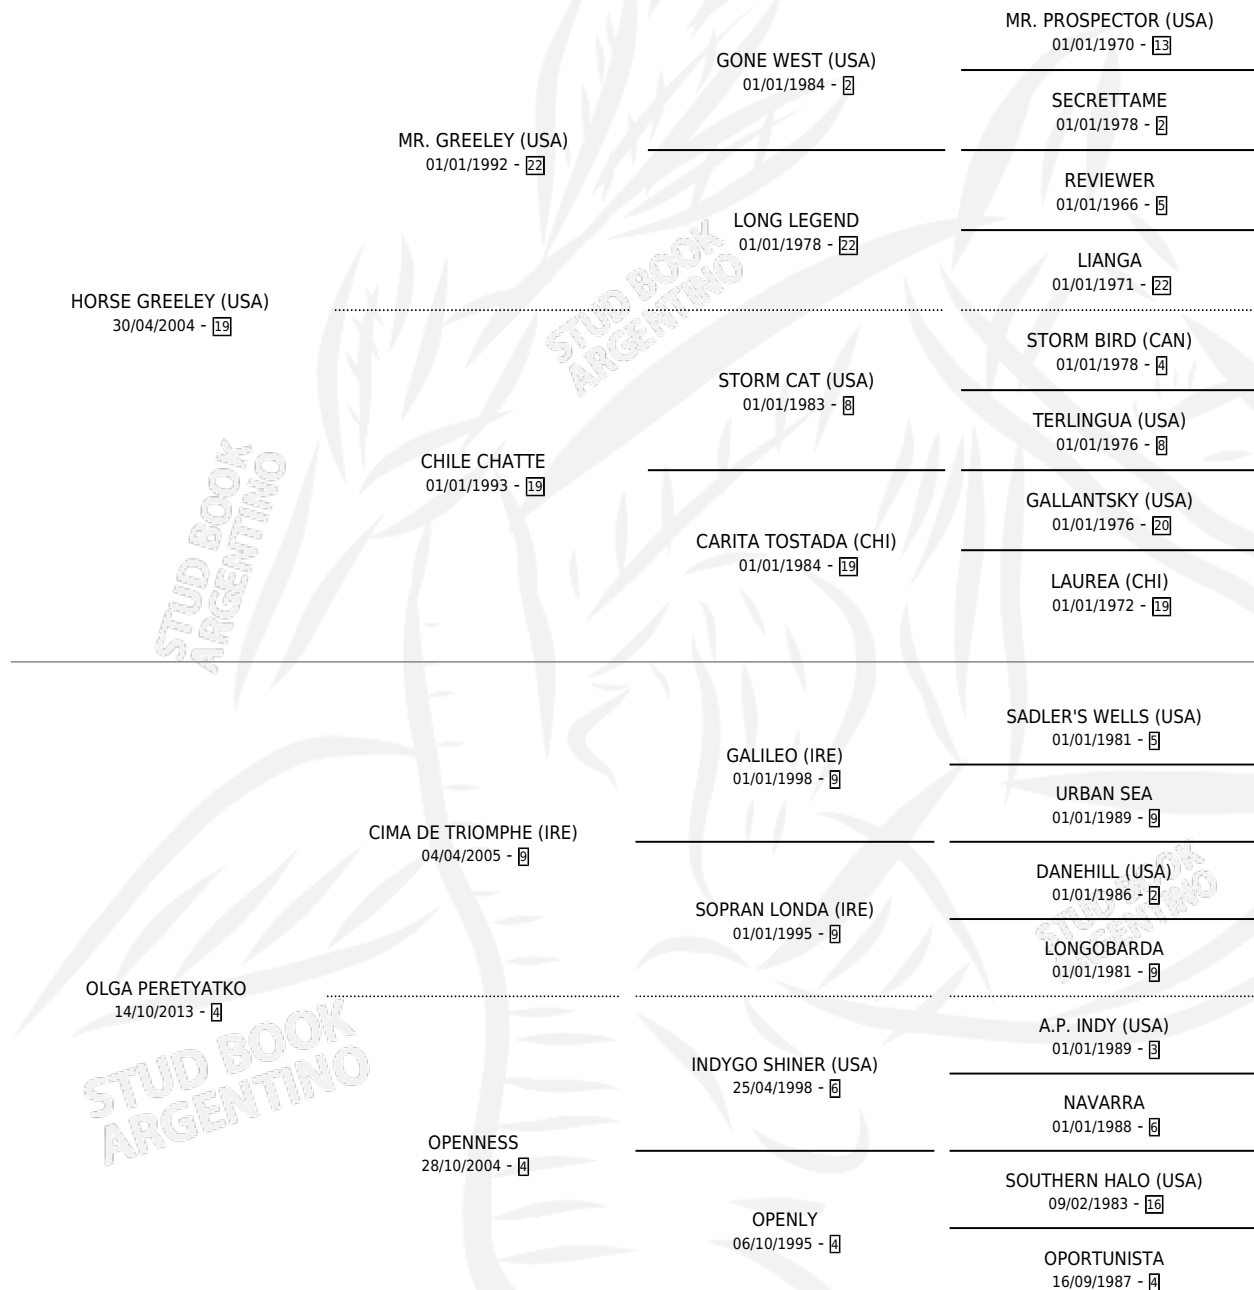 MR. PROSPECTOR (USA)
01/01/1970 - 13
GONE WEST (USA)
01/01/1984 - 2
SECRETTAME
01/01/1978 - 2
MR. GREELEY (USA)
01/01/1992 - 22
REVIEWER
01/01/1966 - 5
LONG LEGEND
01/01/1978 - 22
LIANGA
01/01/1971 - 22
HORSE GREELEY (USA)
30/04/2004 - 19
STORM BIRD (CAN)
01/01/1978 - 4
STORM CAT (USA)
01/01/1983 - 8
TERLINGUA (USA)
01/01/1976 - 8
CHILE CHATTE
01/01/1993 - 19
GALLANTSKY (USA)
01/01/1976 - 20
CARITA TOSTADA (CHI)
01/01/1984 - 19
LAUREA (CHI)
01/01/1972 - 19
SADLER'S WELLS (USA)
01/01/1981 - 5
GALILEO (IRE)
01/01/1998 - 9
URBAN SEA
01/01/1989 - 9
CIMA DE TRIOMPHE (IRE)
04/04/2005 - 9
DANEHILL (USA)
01/01/1986 - 2
SOPRAN LONDA (IRE)
01/01/1995 - 9
LONGOBARDA
01/01/1981 - 9
OLGA PERETYATKO
14/10/2013 - 4
A.P. INDY (USA)
01/01/1989 - 3
INDYGO SHINER (USA)
25/04/1998 - 6
NAVARRA
01/01/1988 - 6
OPENNESS
28/10/2004 - 4
SOUTHERN HALO (USA)
09/02/1983 - 16
OPENLY
06/10/1995 - 4
OPORTUNISTA
16/09/1987 - 4
STUD BOOK
ARGENTINO
STUD BOOK
ARGENTINO
STUD BOOK
ARGENTINO
STUD BOOK
ARGENTINO